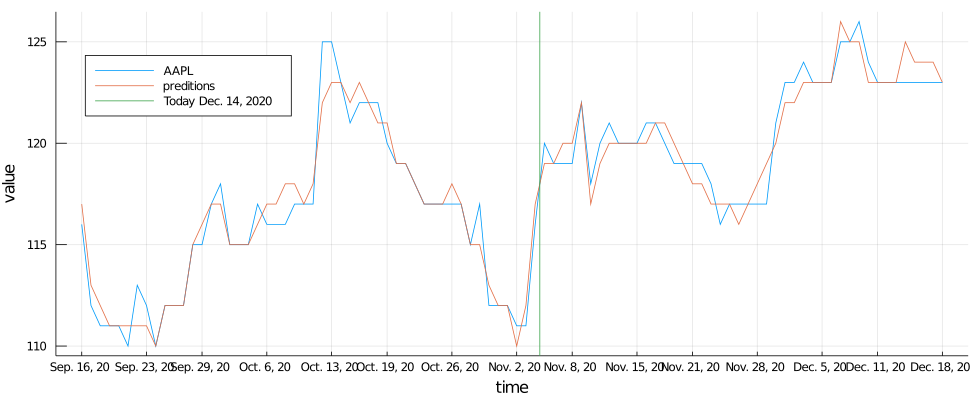 125
120
115
110
value
AAPL
preditions
Today Dec. 14, 2020
Sep. 16, 20 Sep. 23, 20 Sep. 29, 20 Oct. 6, 20 Oct. 13, 20 Oct. 19, 20 Oct. 26, 20 Nov. 2, 20 Nov. 8, 20 Nov. 15, 20 Nov. 21, 20 Nov. 28, 20 Dec. 5, 20 Dec. 11, 20 Dec. 18, 20
time